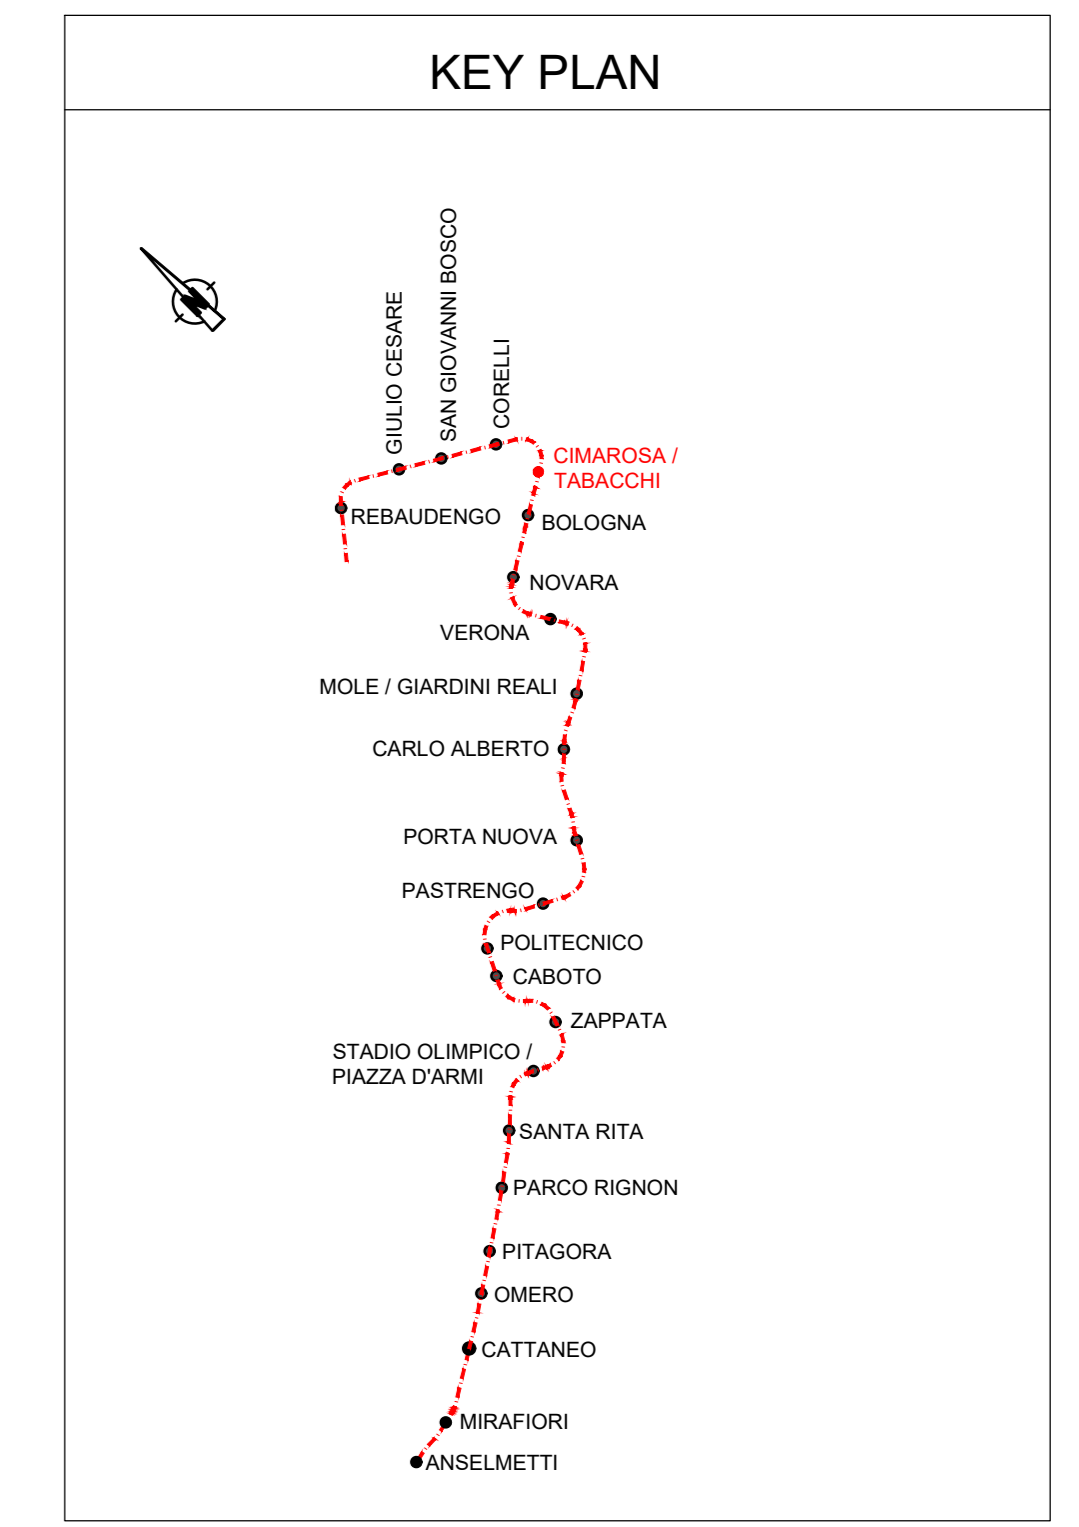 KEY PLAN
GIULIO CESARE
SAN GIOVANNI BOSCO
CORELLI
CIMAROSA /
TABACCHI
REBAUDENGO
BOLOGNA
NOVARA
VERONA
MOLE / GIARDINI REALI
CARLO ALBERTO
PORTA NUOVA
PASTRENGO
POLITECNICO
CABOTO
ZAPPATA
STADIO OLIMPICO /
PIAZZA D'ARMI
SANTA RITA
PARCO RIGNON
PITAGORA
OMERO
CATTANEO
MIRAFIORI
ANSELMETTI